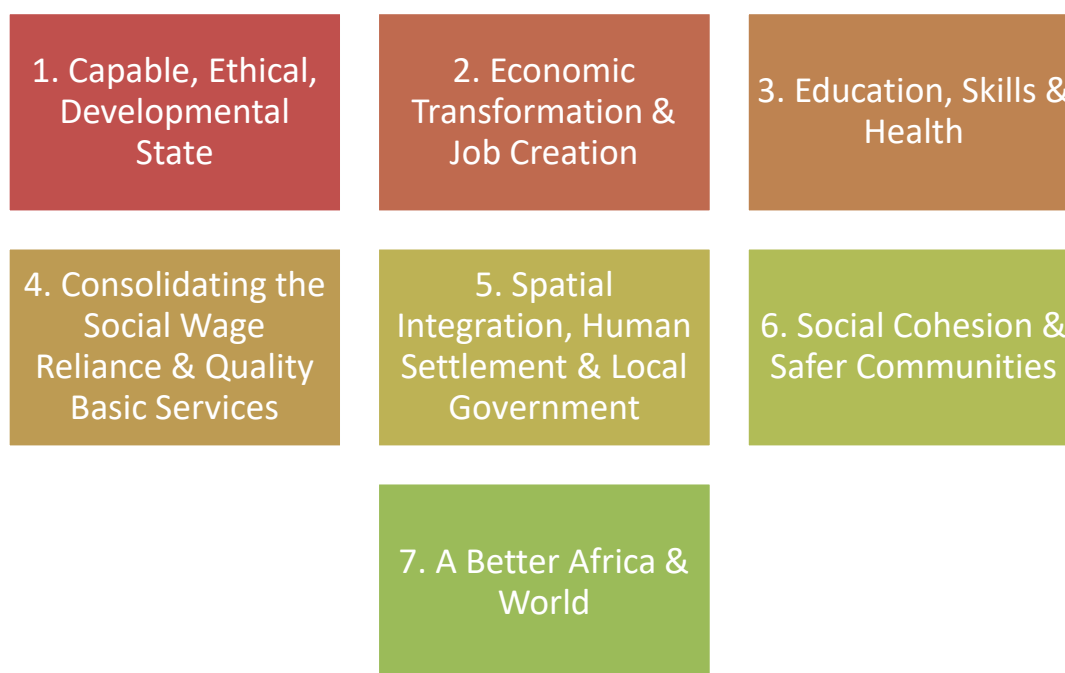 1. Capable, Ethical,
Developmental
State
2. Economic
Transformation &
Job Creation
3. Education, Skills &
Health
4. Consolidating the
Social Wage
Reliance & Quality
Basic Services
5. Spatial
Integration, Human
Settlement & Local
Government
6. Social Cohesion &
Safer Communities
7. A Better Africa &
World